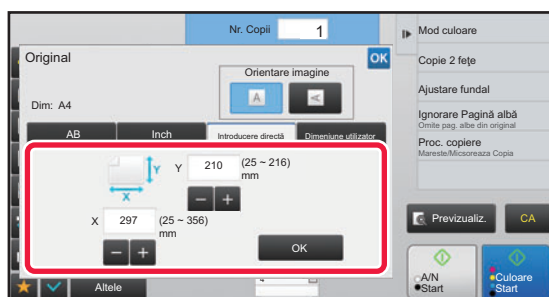 Nr. Copii 1
Mod culoare
Original
OK
Orientare imagine
A
A
Dim: A4
Copie 2 feţe
Ajustare fundal
Ignorare Pagină albă
Omite pag. albe din original
Proc. copiere
Mareste/Micsoreaza Copia
AB
Inch
Introducere directă
Dimeniune utilizator
Y
X
Y 210 (25 ~ 216)
mm
X 297 (25 ~ 356)
mm
OK
Previzualiz.
CA
Altele
A/N
Start
Culoare
Start